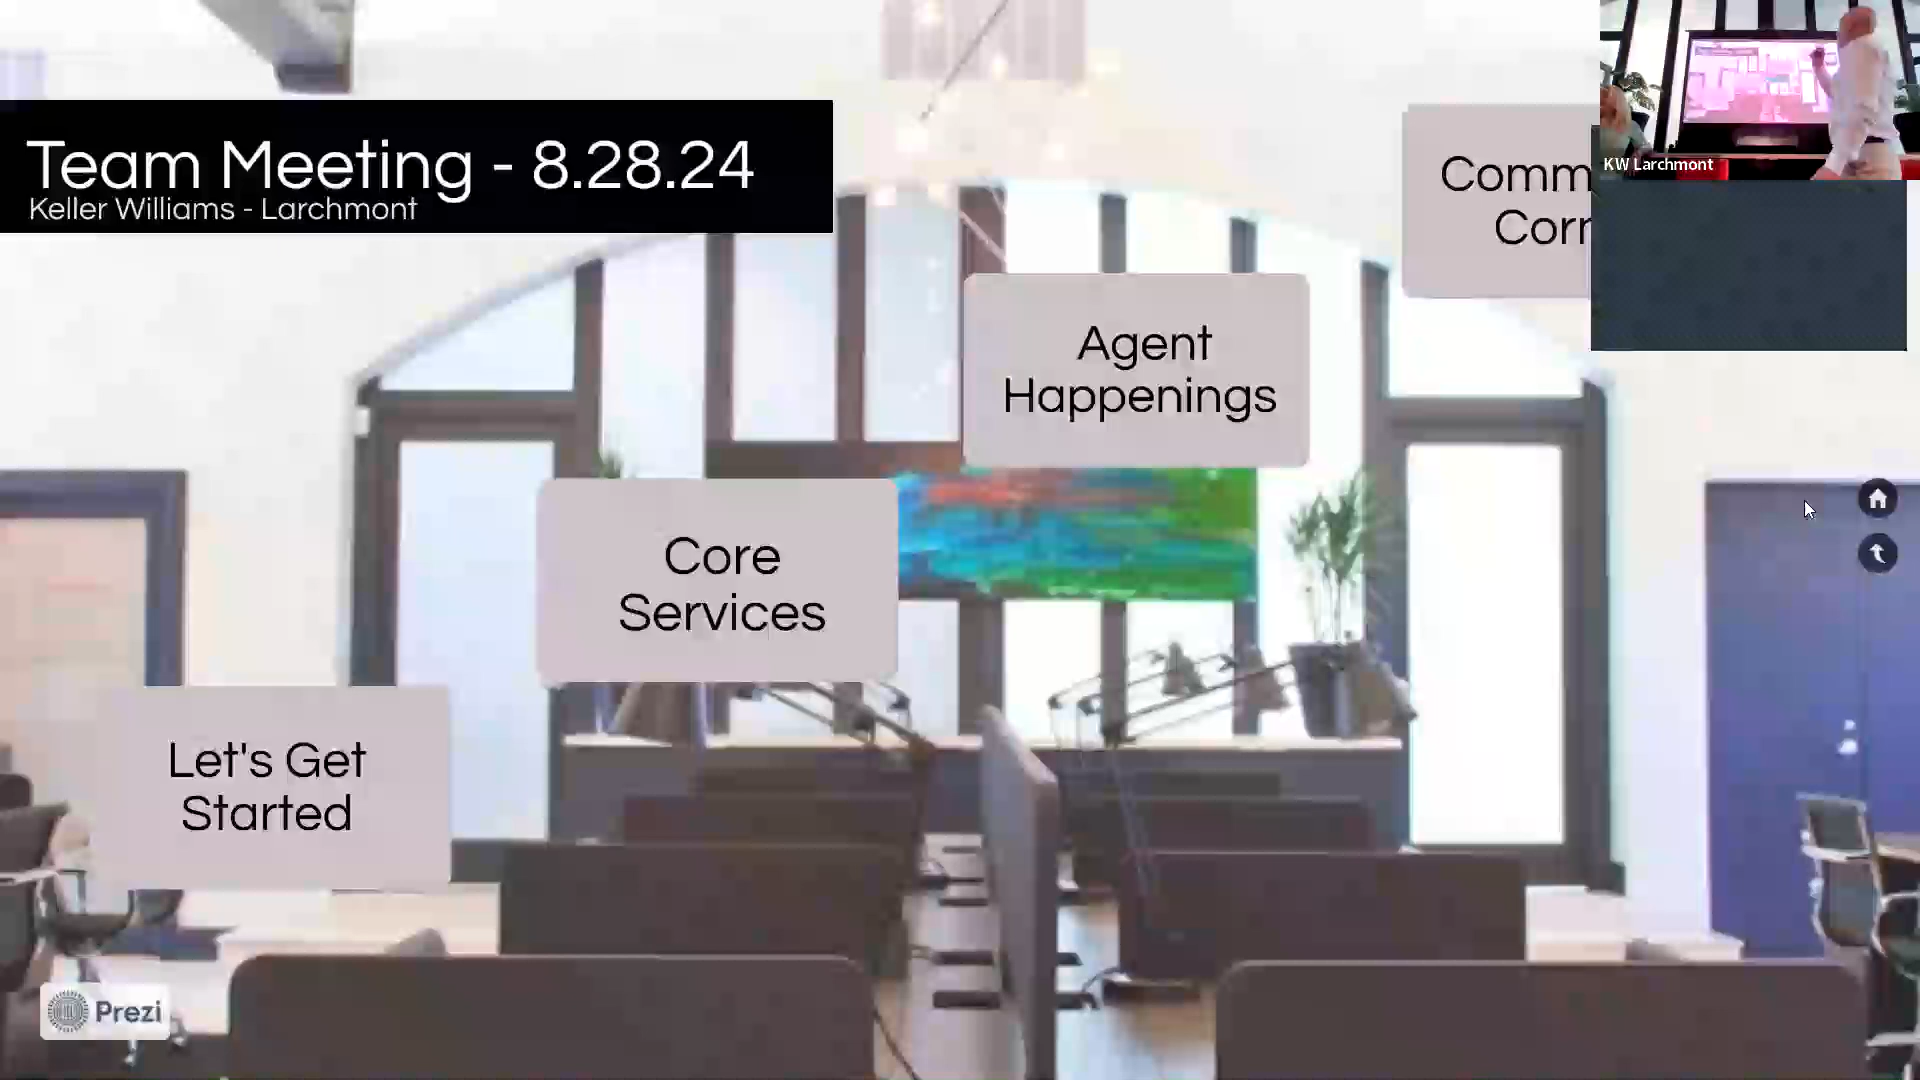 Team Meeting - 8.28.24
Keller Williams - Larchmont
KW Larchmont
Agent
Happenings
Core
Services
Let's Get
Started
Prezi